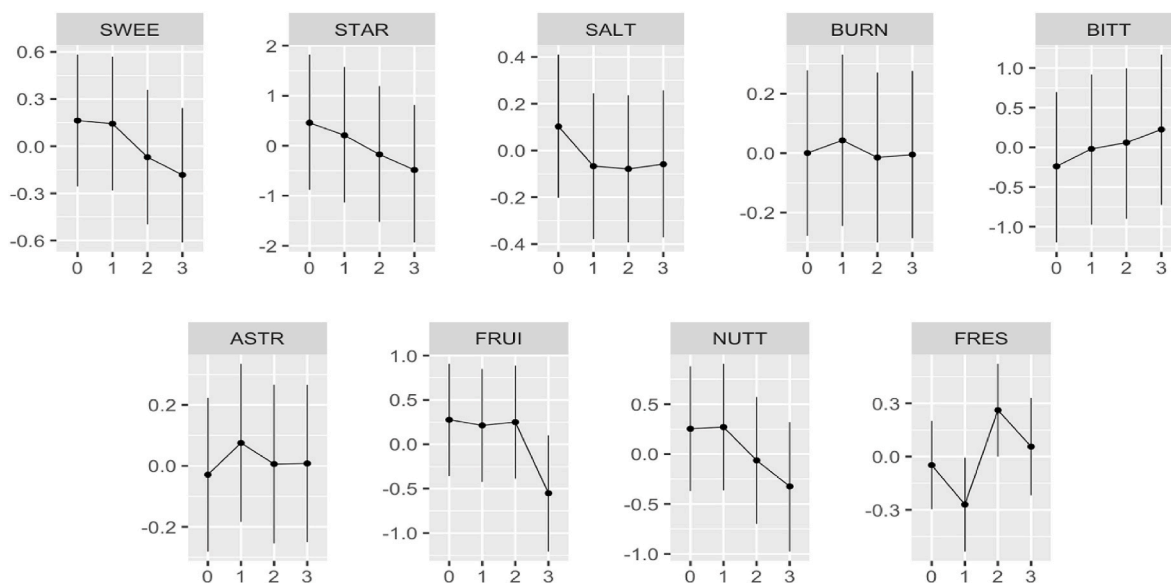 SWEE STAR SALT BURN BITT
0.6 2 0.4 0.2 1.0
0.3 1 0.2 0.0 0.5
0.0 0 0.0 -0.2 0.0
-0.3 -1 -0.2 -0.5
-0.6 -2 -0.4 -1.0
0 1 2 3 0 1 2 3 0 1 2 3 0 1 2 3 0 1 2 3
ASTR FRUI NUTT FRES
0.2 1.0 0.5 0.3
0.0 0.5 0.0 0.0
-0.2 0.0 -0.5 -0.3
-0.5 -1.0
-1.0
0 1 2 3 0 1 2 3 0 1 2 3 0 1 2 3